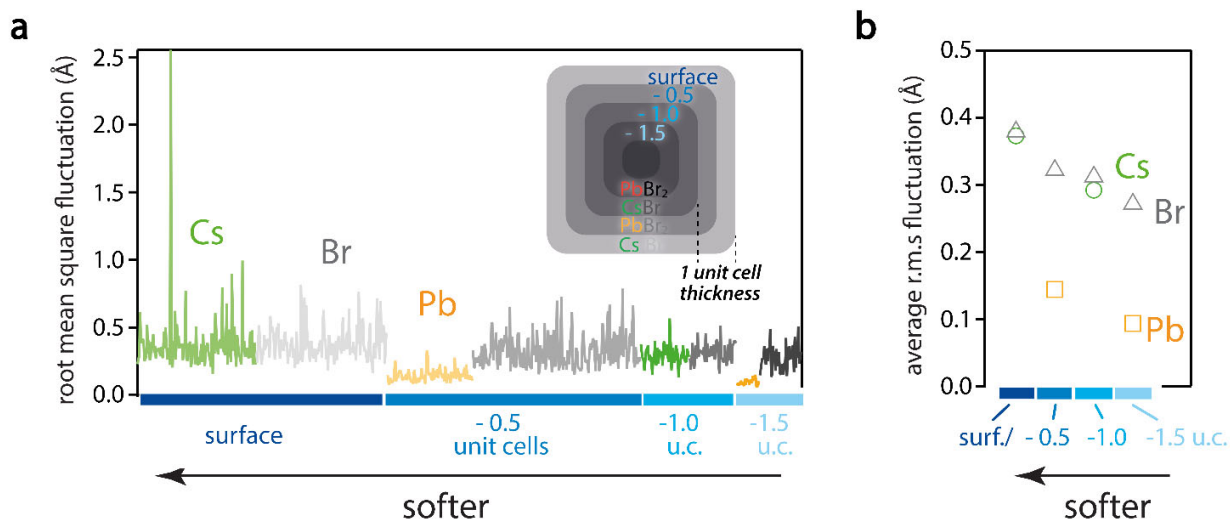 a
root mean square fluctuation (Å)
2.5
2.0
1.5
1.0
0.5
0.0
Cs
Br
Pb
surface
- 0.5
- 1.0
- 1.5
PbBr₂
CsBr
PbBr₂
Cs
1 unit cell
thickness
surface
- 0.5
unit cells
-1.0
u.c.
-1.5
u.c.
softer
b
average r.m.s fluctuation (Å)
0.5
0.4
0.3
0.2
0.1
0.0
Cs
Br
Pb
surf./ - 0.5 -1.0 -1.5 u.c.
softer